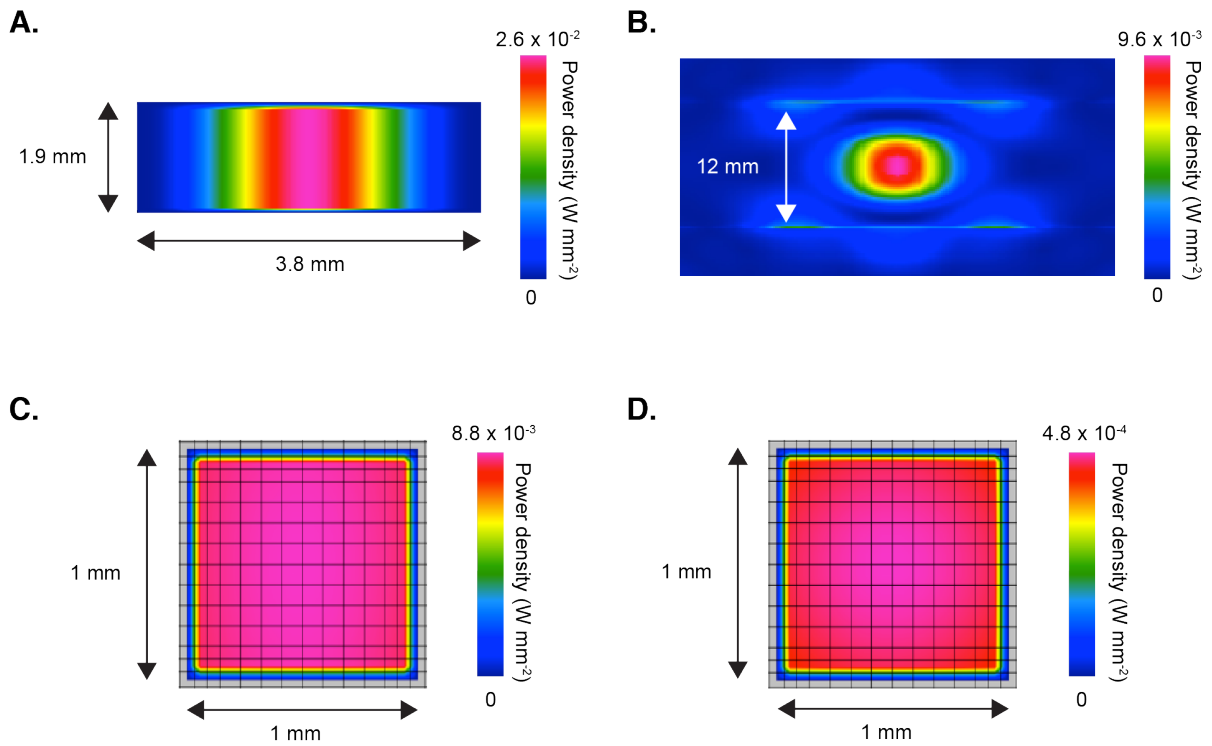 A.
2.6 x 10⁻²
Power density (W mm⁻²)
0
1.9 mm
3.8 mm
B.
9.6 x 10⁻³
Power density (W mm⁻²)
0
12 mm
C.
8.8 x 10⁻³
Power density (W mm⁻²)
0
1 mm
1 mm
D.
4.8 x 10⁻⁴
Power density (W mm⁻²)
0
1 mm
1 mm